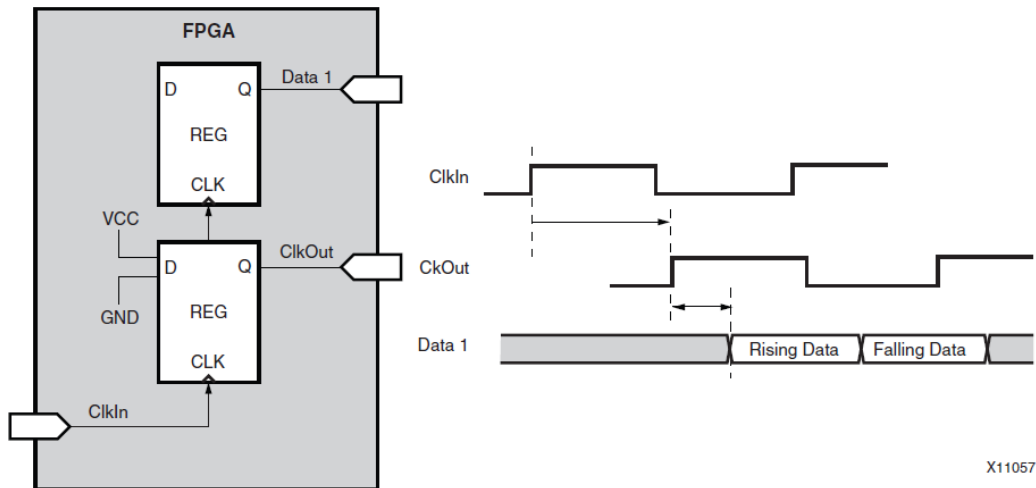 FPGA
D Q Data 1
REG
CLK
VCC
D Q ClkOut
GND
REG
CLK
ClkIn
ClkIn
CkOut
Data 1 Rising Data Falling Data
X11057